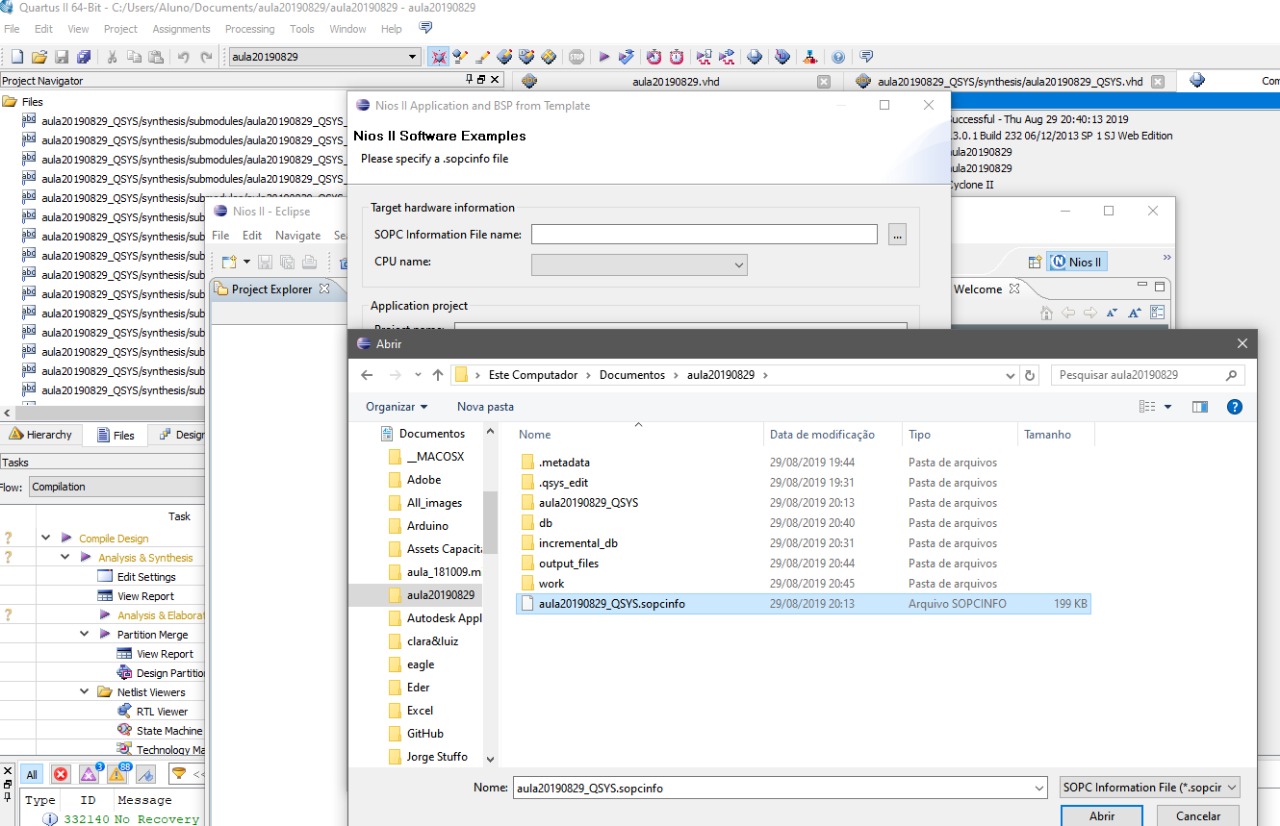 Quartus II 64-Bit - C:/Users/Aluno/Documents/aula20190829/aula20190829 - aula20190829
File Edit View Project Assignments Processing Tools Window Help
aula20190829
Project Navigator
aula20190829.vhd
aula20190829_QSYS/synthesis/aula20190829_QSYS.vhd
Com
Files
aula20190829_QSYS/synthesis/submodules/aula20190829_QSYS_
aula20190829_QSYS/synthesis/submodules/aula20190829_QSYS_
aula20190829_QSYS/synthesis/submodules/aula20190829_QSYS_
aula20190829_QSYS/synthesis/submodules/aula20190829_QSYS_
aula20190829_QSYS/synthesis/submodules/aula20190829_QSYS_
aula20190829_QSYS/synthesis/submod
aula20190829_QSYS/synthesis/submod
aula20190829_QSYS/synthesis/submod
aula20190829_QSYS/synthesis/submod
aula20190829_QSYS/synthesis/submod
aula20190829_QSYS/synthesis/submod
aula20190829_QSYS/synthesis/submod
aula20190829_QSYS/synthesis/submod
aula20190829_QSYS/synthesis/submod
aula20190829_QSYS/synthesis/submod
Hierarchy Files Design
Tasks
Flow: Compilation
Task
Compile Design
Analysis & Synthesis
Edit Settings
View Report
Analysis & Elabora
Partition Merge
View Report
Design Partitio
Netlist Viewers
RTL Viewer
State Machine
Technology Ma
All
3
88
<<
Type ID Message
332140 No Recovery
uccessful - Thu Aug 29 20:40:13 2019
3.0.1 Build 232 06/12/2013 SP 1 SJ Web Edition
ula20190829
ula20190829
Cyclone II
Nios II - Eclipse
File Edit Navigate Se
Nios II
Project Explorer
Welcome
Nios II Application and BSP from Template
Nios II Software Examples
Please specify a .sopcinfo file
Target hardware information
SOPC Information File name:
...
CPU name:
Application project
Project name:
Abrir
Este Computador > Documentos > aula20190829 >
Pesquisar aula20190829
Organizar
Nova pasta
Documentos
__MACOSX
Adobe
All_images
Arduino
Assets Capacita
aula_181009.m
aula20190829
Autodesk Appl
clara&luiz
eagle
Eder
Excel
GitHub
Jorge Stuffo
Nome Data de modificação Tipo Tamanho
.metadata 29/08/2019 19:44 Pasta de arquivos
.qsys_edit 29/08/2019 19:31 Pasta de arquivos
aula20190829_QSYS 29/08/2019 20:13 Pasta de arquivos
db 29/08/2019 20:40 Pasta de arquivos
incremental_db 29/08/2019 20:31 Pasta de arquivos
output_files 29/08/2019 20:44 Pasta de arquivos
work 29/08/2019 20:45 Pasta de arquivos
aula20190829_QSYS.sopcinfo 29/08/2019 20:13 Arquivo SOPCINFO 199 KB
Nome: aula20190829_QSYS.sopcinfo
SOPC Information File (*.sopcir
Abrir Cancelar